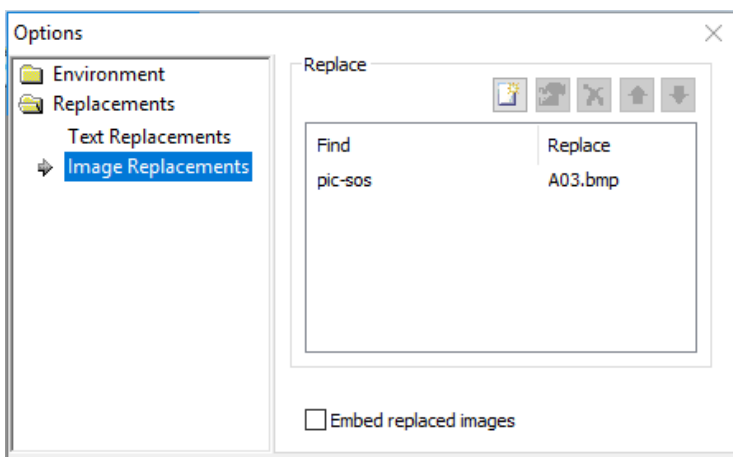 Options
Environment
Replacements
Text Replacements
Image Replacements
Replace
Find Replace
pic-sos A03.bmp
Embed replaced images